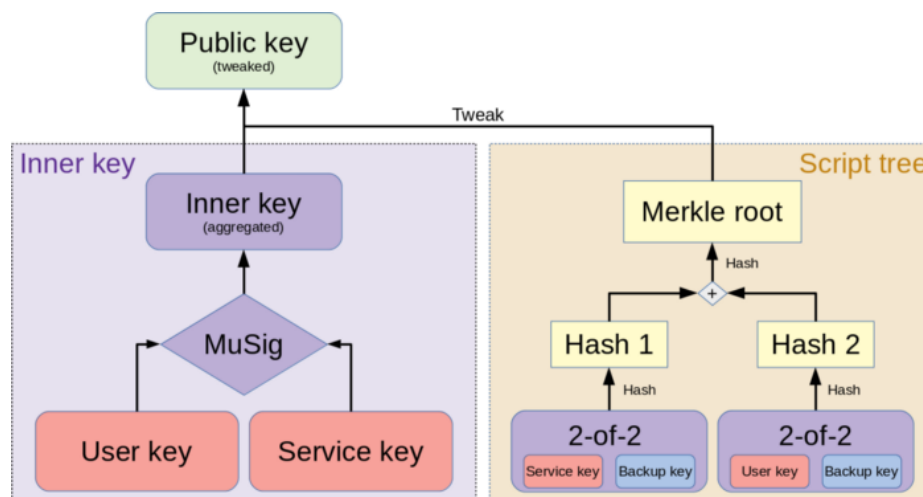 Public key
(tweaked)
Tweak
Inner key
Inner key
(aggregated)
MuSig
User key
Service key
Script tree
Merkle root
Hash
+
Hash 1
Hash 2
Hash
Hash
2-of-2
Service key
Backup key
2-of-2
User key
Backup key